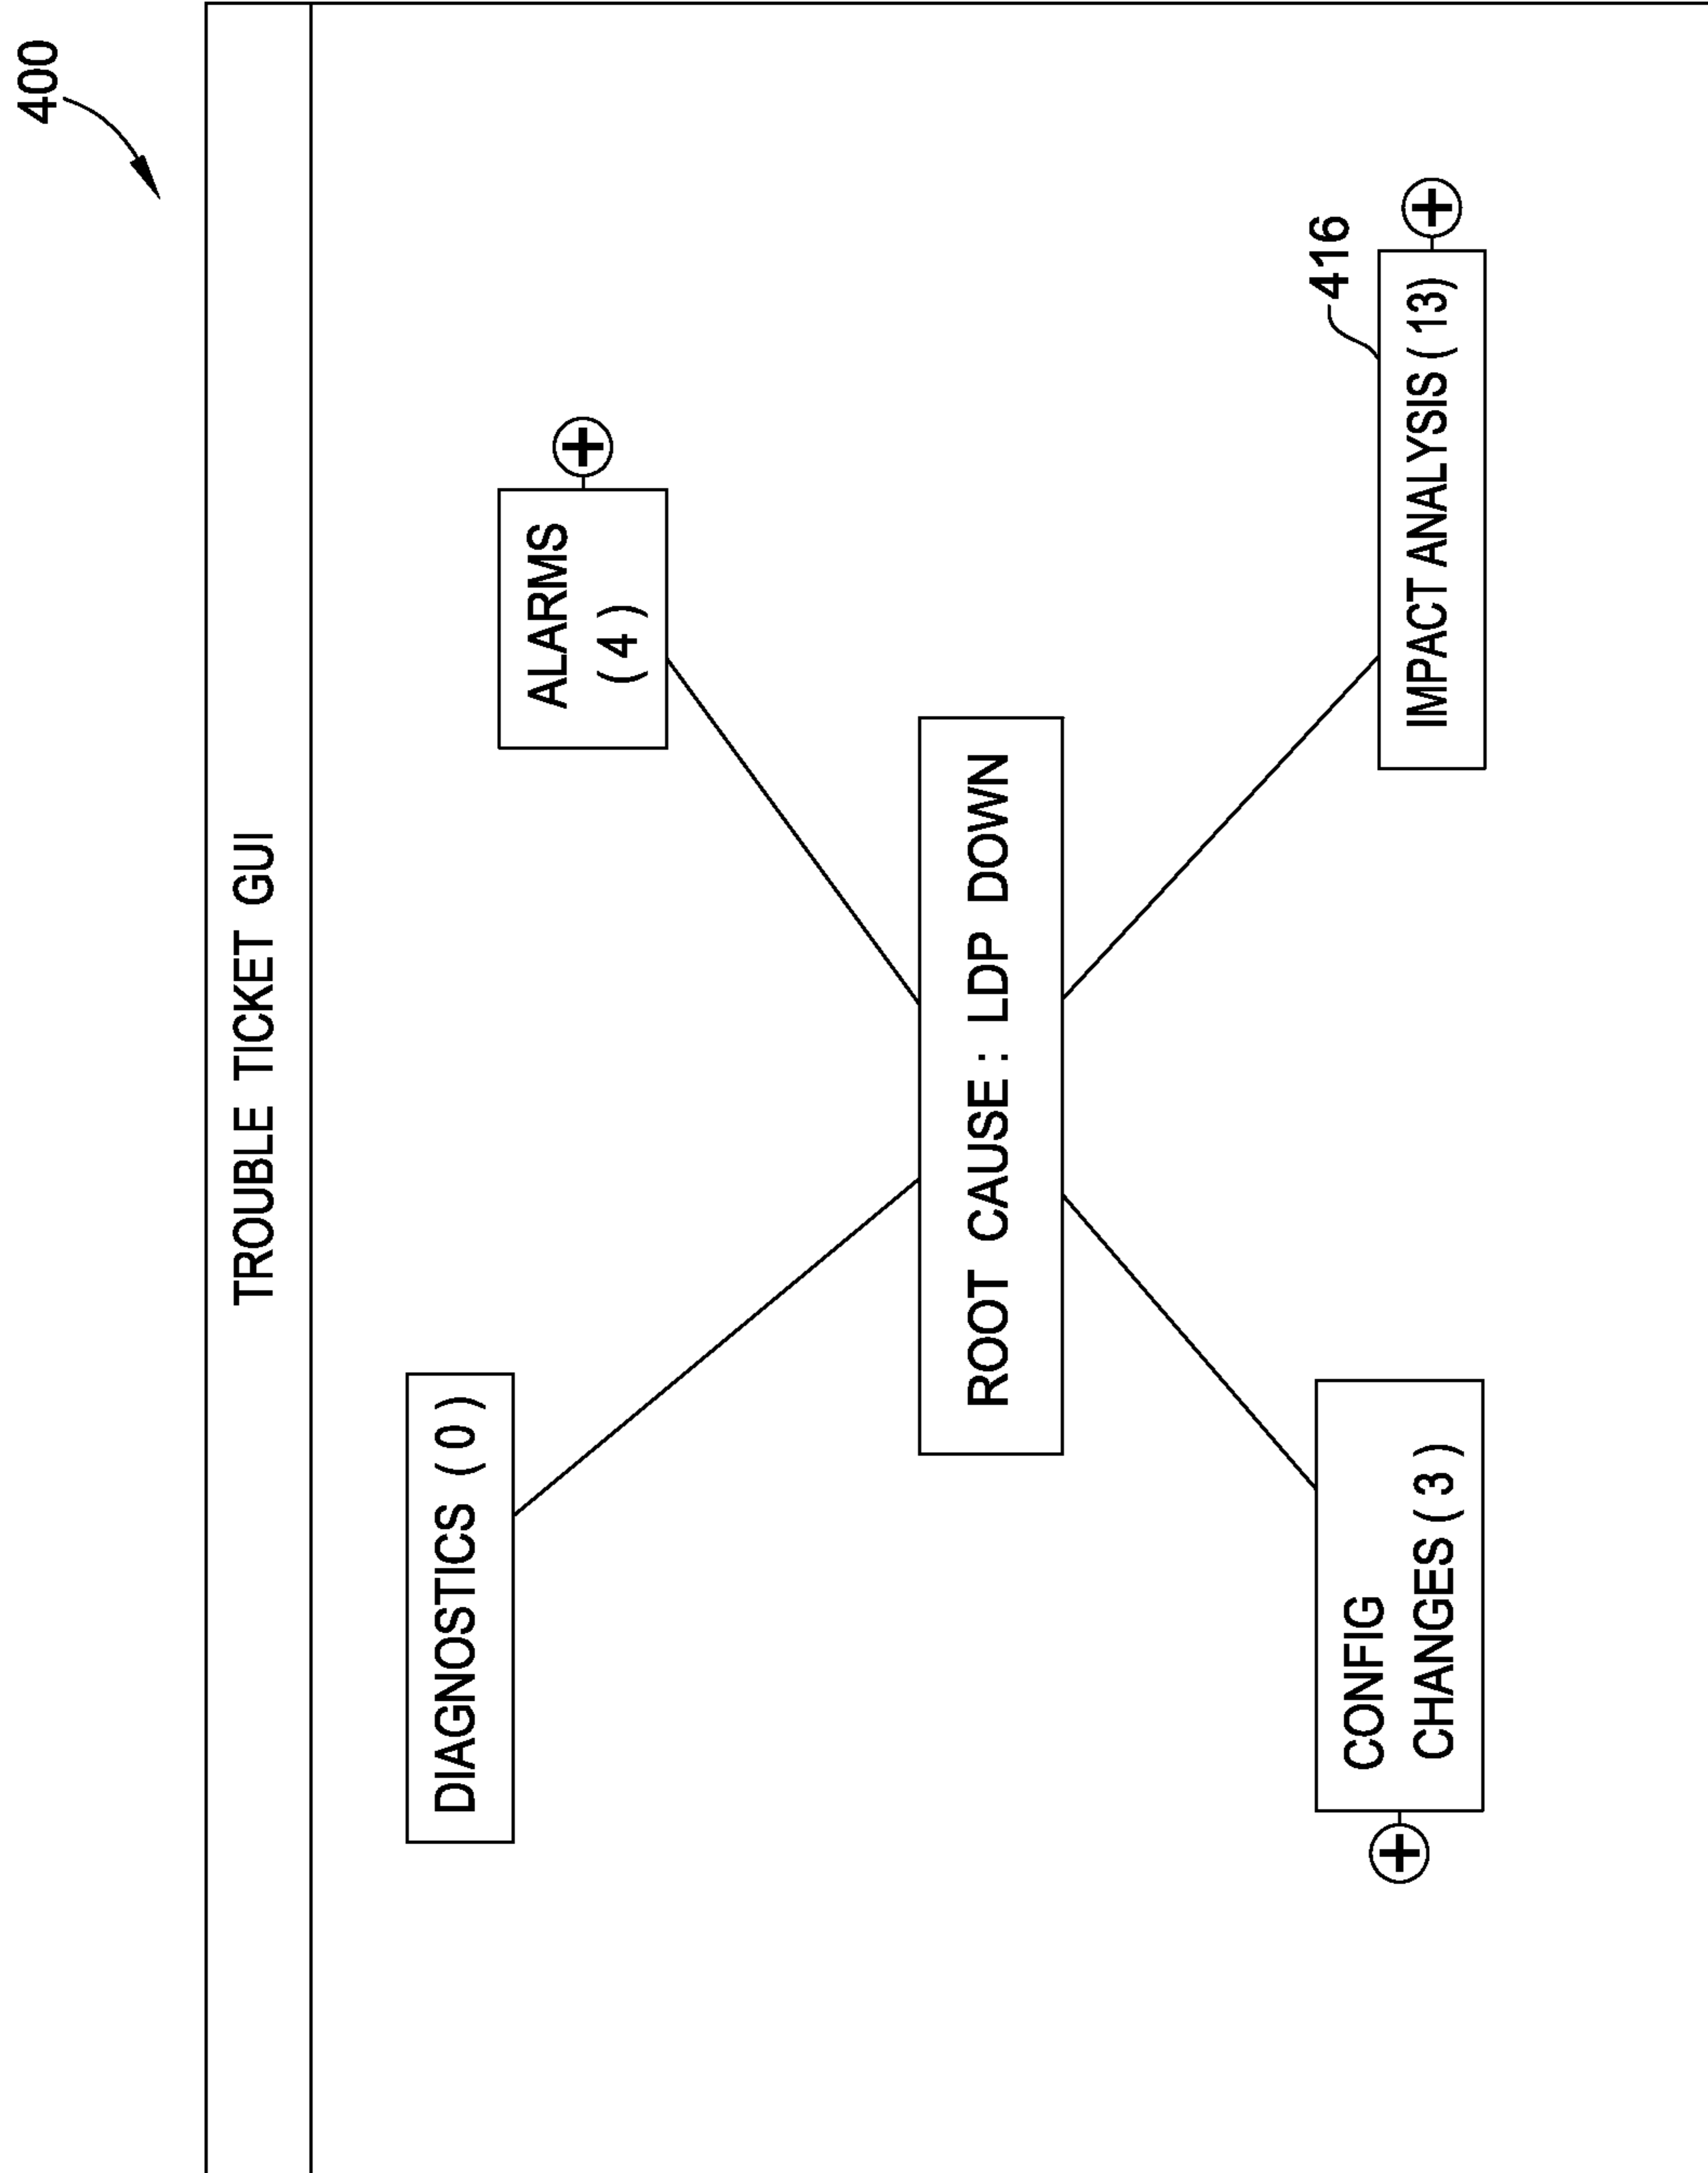 400
TROUBLE TICKET GUI
DIAGNOSTICS ( 0 )
ALARMS
( 4 )
ROOT CAUSE : LDP DOWN
CONFIG
CHANGES ( 3 )
416
IMPACT ANALYSIS ( 13)